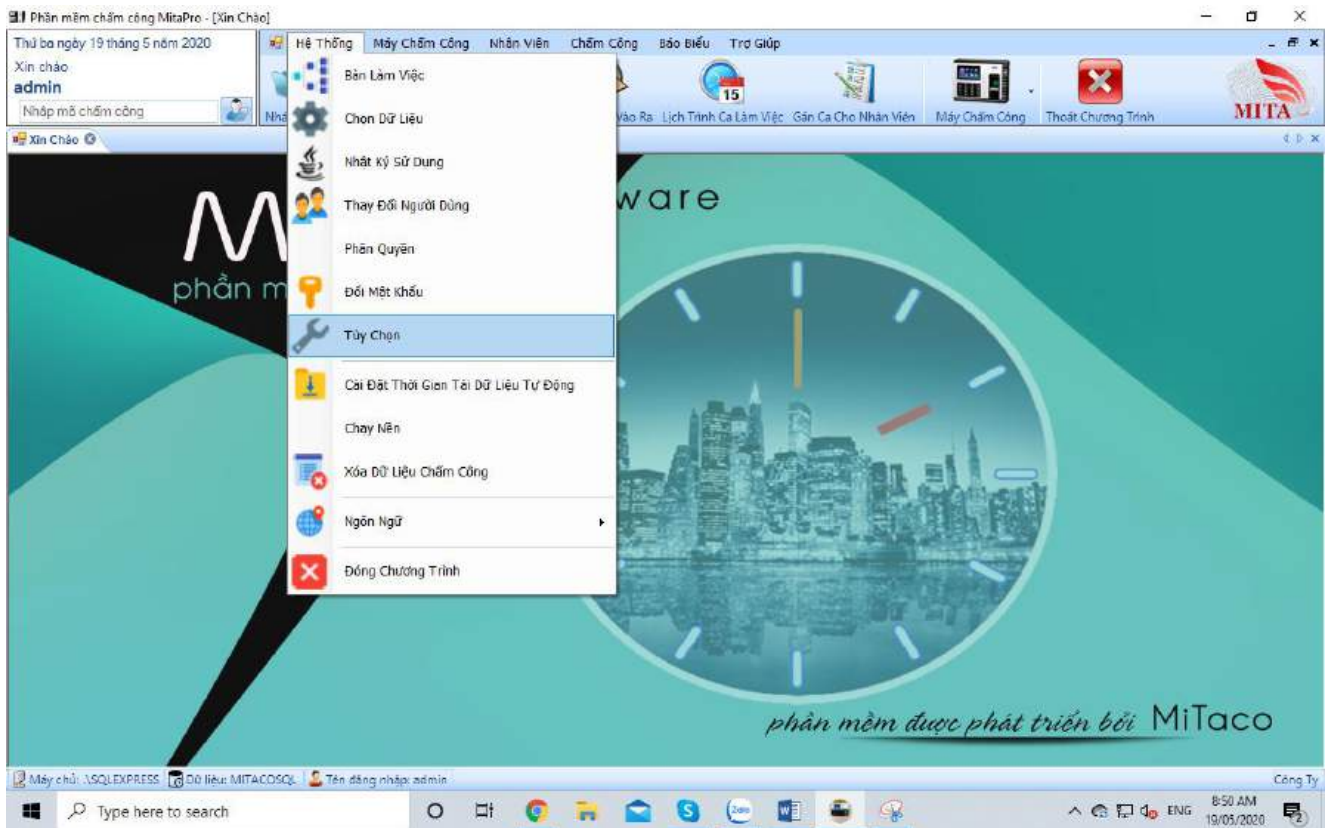 Phần mềm chấm công MitaPro - [Xin Chào]
Thứ ba ngày 19 tháng 5 năm 2020
Xin chào
admin
Nhập mã chấm công
Hệ Thống Máy Chấm Công Nhân Viên Chấm Công Báo Biểu Trợ Giúp
15
Vào Ra Lịch Trình Ca Làm Việc Gán Ca Cho Nhân Viên Máy Chấm Công Thoát Chương Trình
MITA
Xin Chào
Bàn Làm Việc
Chọn Dữ Liệu
Nhật Ký Sử Dụng
Thay Đổi Người Dùng
Phân Quyền
Đổi Mật Khẩu
Tùy Chọn
Cài Đặt Thời Gian Tải Dữ Liệu Tự Động
Chạy Nền
Xóa Dữ Liệu Chấm Công
Ngôn Ngữ
Đóng Chương Trình
ware
phần m
phần mềm được phát triển bởi MiTaco
Máy chủ: .\SQLEXPRESS Dữ liệu: MITACOSQL Tên đăng nhập: admin Công Ty
Type here to search
Zalo
ENG
8:50 AM
19/05/2020
2